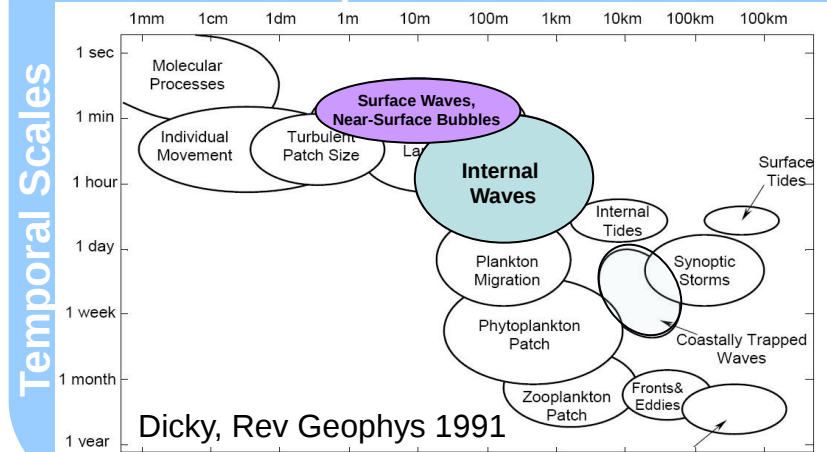 1mm 1cm 1dm 1m 10m 100m 1km 10km 100km 100km
Temporal Scales
1 sec
1 min
1 hour
1 day
1 week
1 month
1 year
Molecular
Processes
Surface Waves,
Near-Surface Bubbles
Individual
Movement
Turbulent
Patch Size
La
Internal
Waves
Surface
Tides
Internal
Tides
Plankton
Migration
Synoptic
Storms
Phytoplankton
Patch
Coastally Trapped
Waves
Zooplankton
Patch
Fronts&
Eddies
Dicky, Rev Geophys 1991